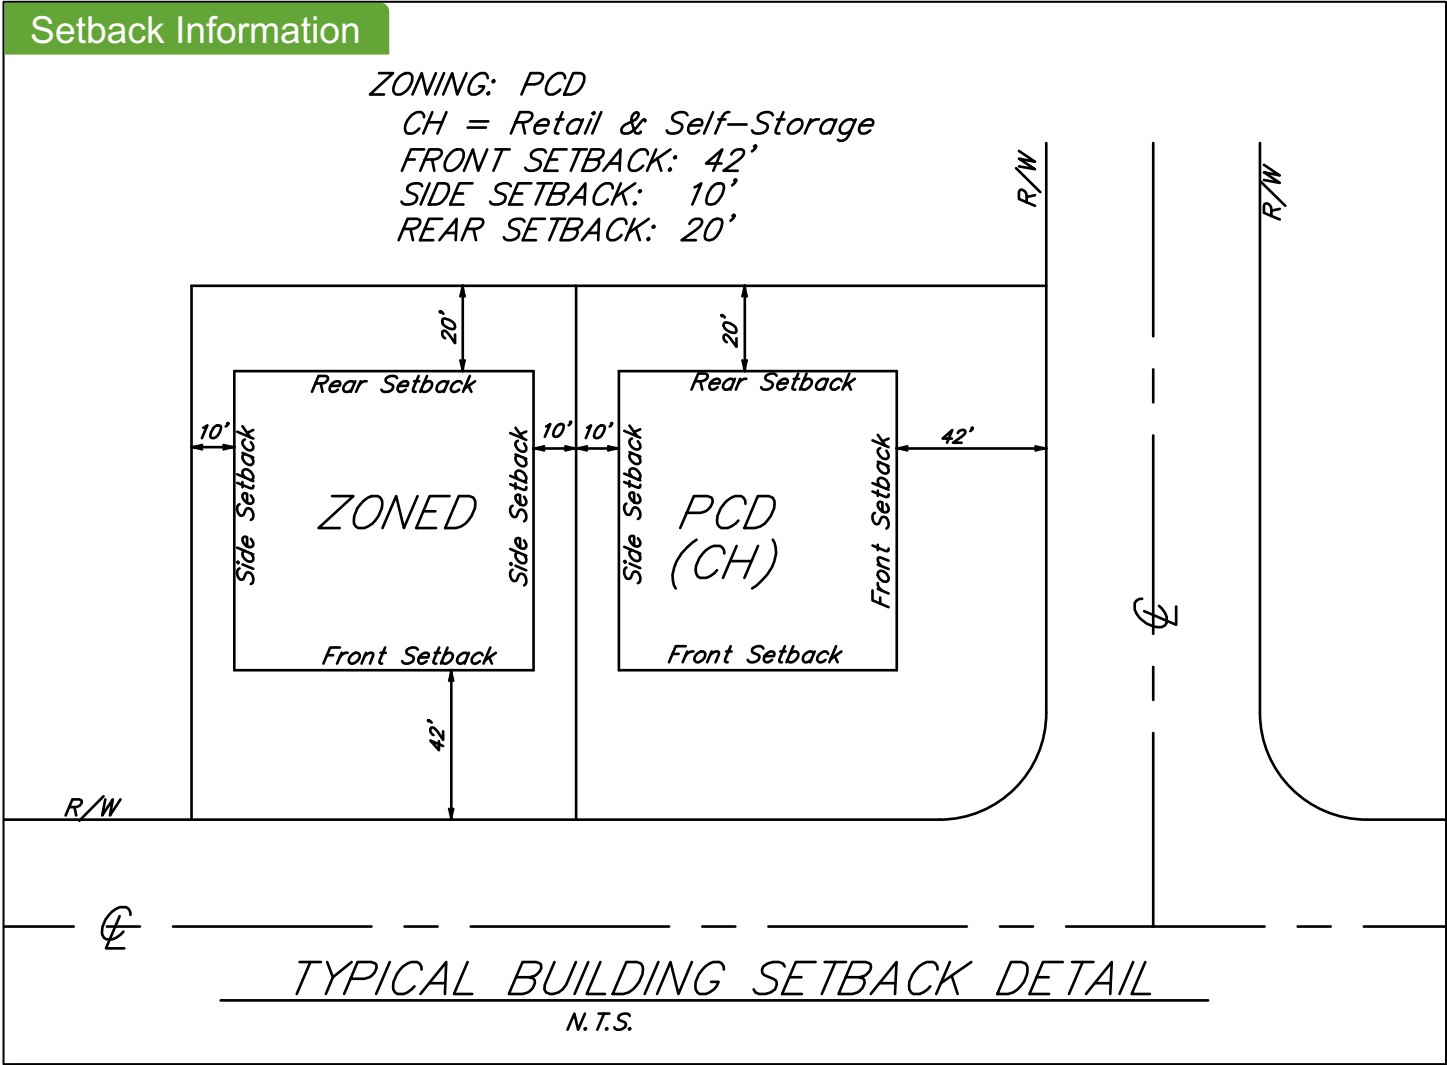 Setback Information
ZONING: PCD
CH = Retail & Self-Storage
FRONT SETBACK: 42'
SIDE SETBACK: 10'
REAR SETBACK: 20'
R/W
R/W
20'
20'
Rear Setback
Rear Setback
10'
10'
10'
42'
Side Setback
Side Setback
Side Setback
Front Setback
ZONED
PCD
(CH)
℄
Front Setback
Front Setback
42'
R/W
℄
TYPICAL BUILDING SETBACK DETAIL
N.T.S.